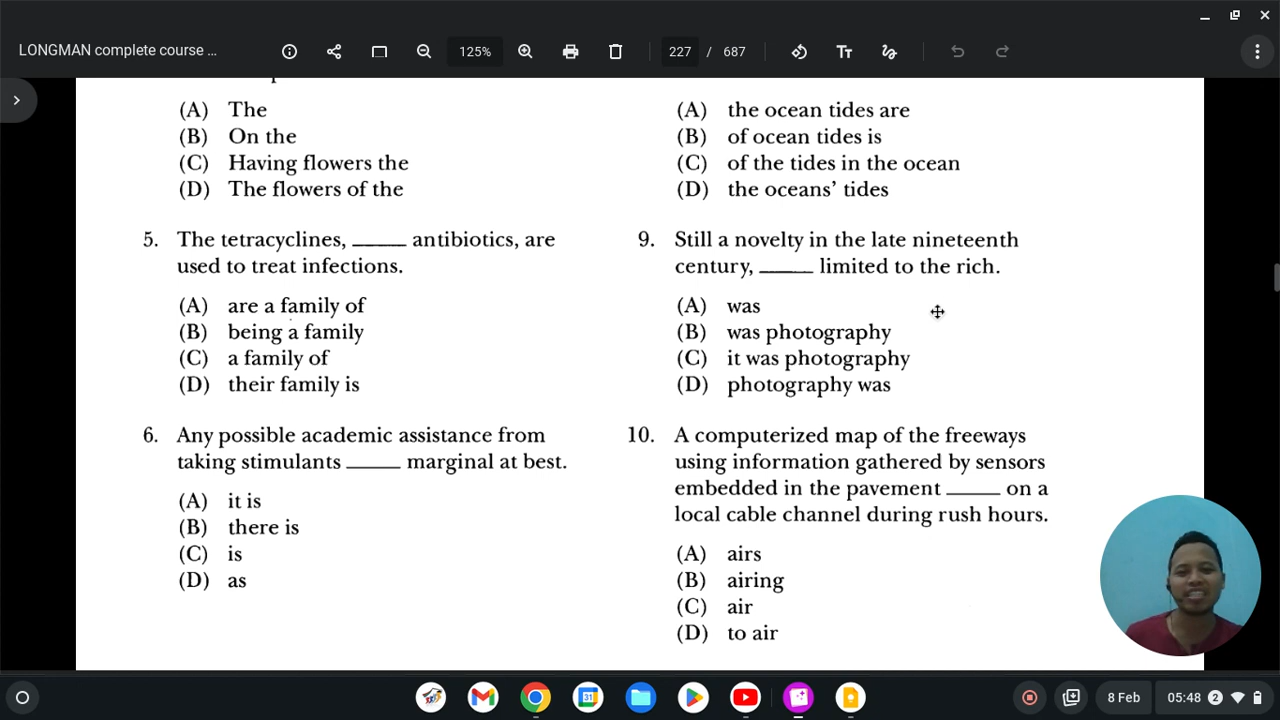 LONGMAN complete course ...
125%
227 / 687
(A) The
(B) On the
(C) Having flowers the
(D) The flowers of the
5. The tetracyclines, _____ antibiotics, are
used to treat infections.
(A) are a family of
(B) being a family
(C) a family of
(D) their family is
6. Any possible academic assistance from
taking stimulants _____ marginal at best.
(A) it is
(B) there is
(C) is
(D) as
(A) the ocean tides are
(B) of ocean tides is
(C) of the tides in the ocean
(D) the oceans' tides
9. Still a novelty in the late nineteenth
century, _____ limited to the rich.
(A) was
(B) was photography
(C) it was photography
(D) photography was
10. A computerized map of the freeways
using information gathered by sensors
embedded in the pavement _____ on a
local cable channel during rush hours.
(A) airs
(B) airing
(C) air
(D) to air
31
8 Feb
05:48 2